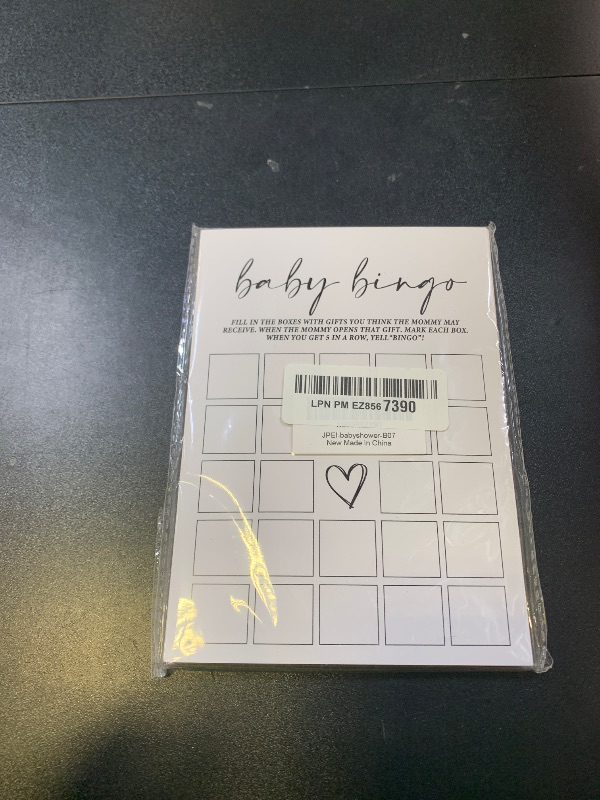 baby bingo
FILL IN THE BOXES WITH GIFTS YOU THINK THE MOMMY MAY
RECEIVE. WHEN THE MOMMY OPENS THAT GIFT. MARK EACH BOX.
WHEN YOU GET 5 IN A ROW, YELL "BINGO"!
LPN PM EZ856 7390
JPEI-babyshower-B07
New Made In China